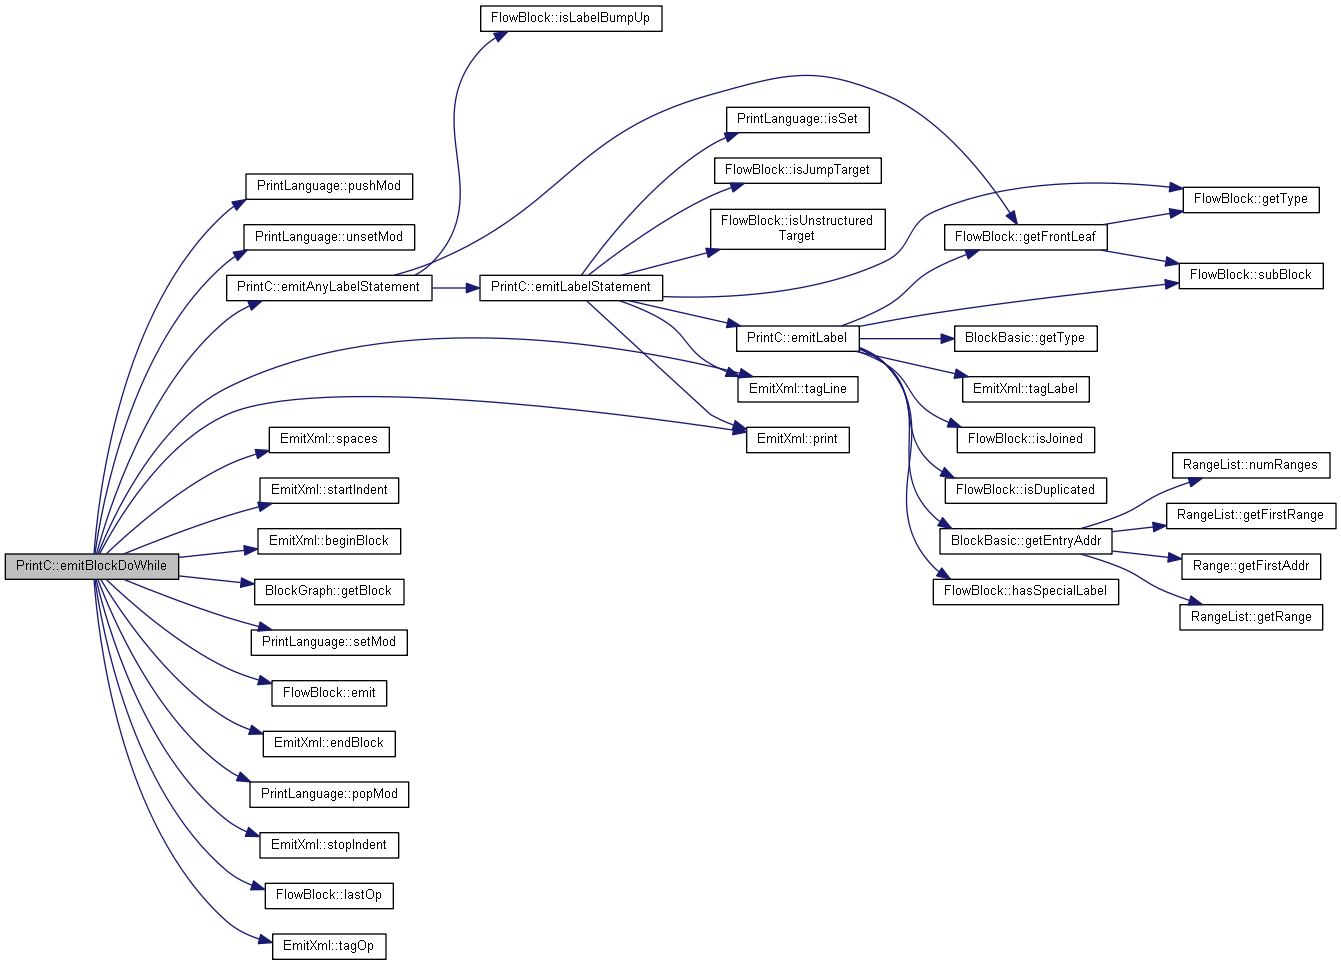 FlowBlock::isLabelBumpUp
PrintLanguage::isSet
FlowBlock::isJumpTarget
PrintLanguage::pushMod
FlowBlock::getType
FlowBlock::isUnstructured
Target
PrintLanguage::unsetMod
FlowBlock::getFrontLeaf
FlowBlock::subBlock
PrintC::emitAnyLabelStatement
PrintC::emitLabelStatement
PrintC::emitLabel
BlockBasic::getType
EmitXml::tagLine
EmitXml::tagLabel
EmitXml::spaces
EmitXml::print
FlowBlock::isJoined
RangeList::numRanges
EmitXml::startIndent
FlowBlock::isDuplicated
RangeList::getFirstRange
EmitXml::beginBlock
BlockBasic::getEntryAddr
PrintC::emitBlockDoWhile
Range::getFirstAddr
BlockGraph::getBlock
FlowBlock::hasSpecialLabel
RangeList::getRange
PrintLanguage::setMod
FlowBlock::emit
EmitXml::endBlock
PrintLanguage::popMod
EmitXml::stopIndent
FlowBlock::lastOp
EmitXml::tagOp